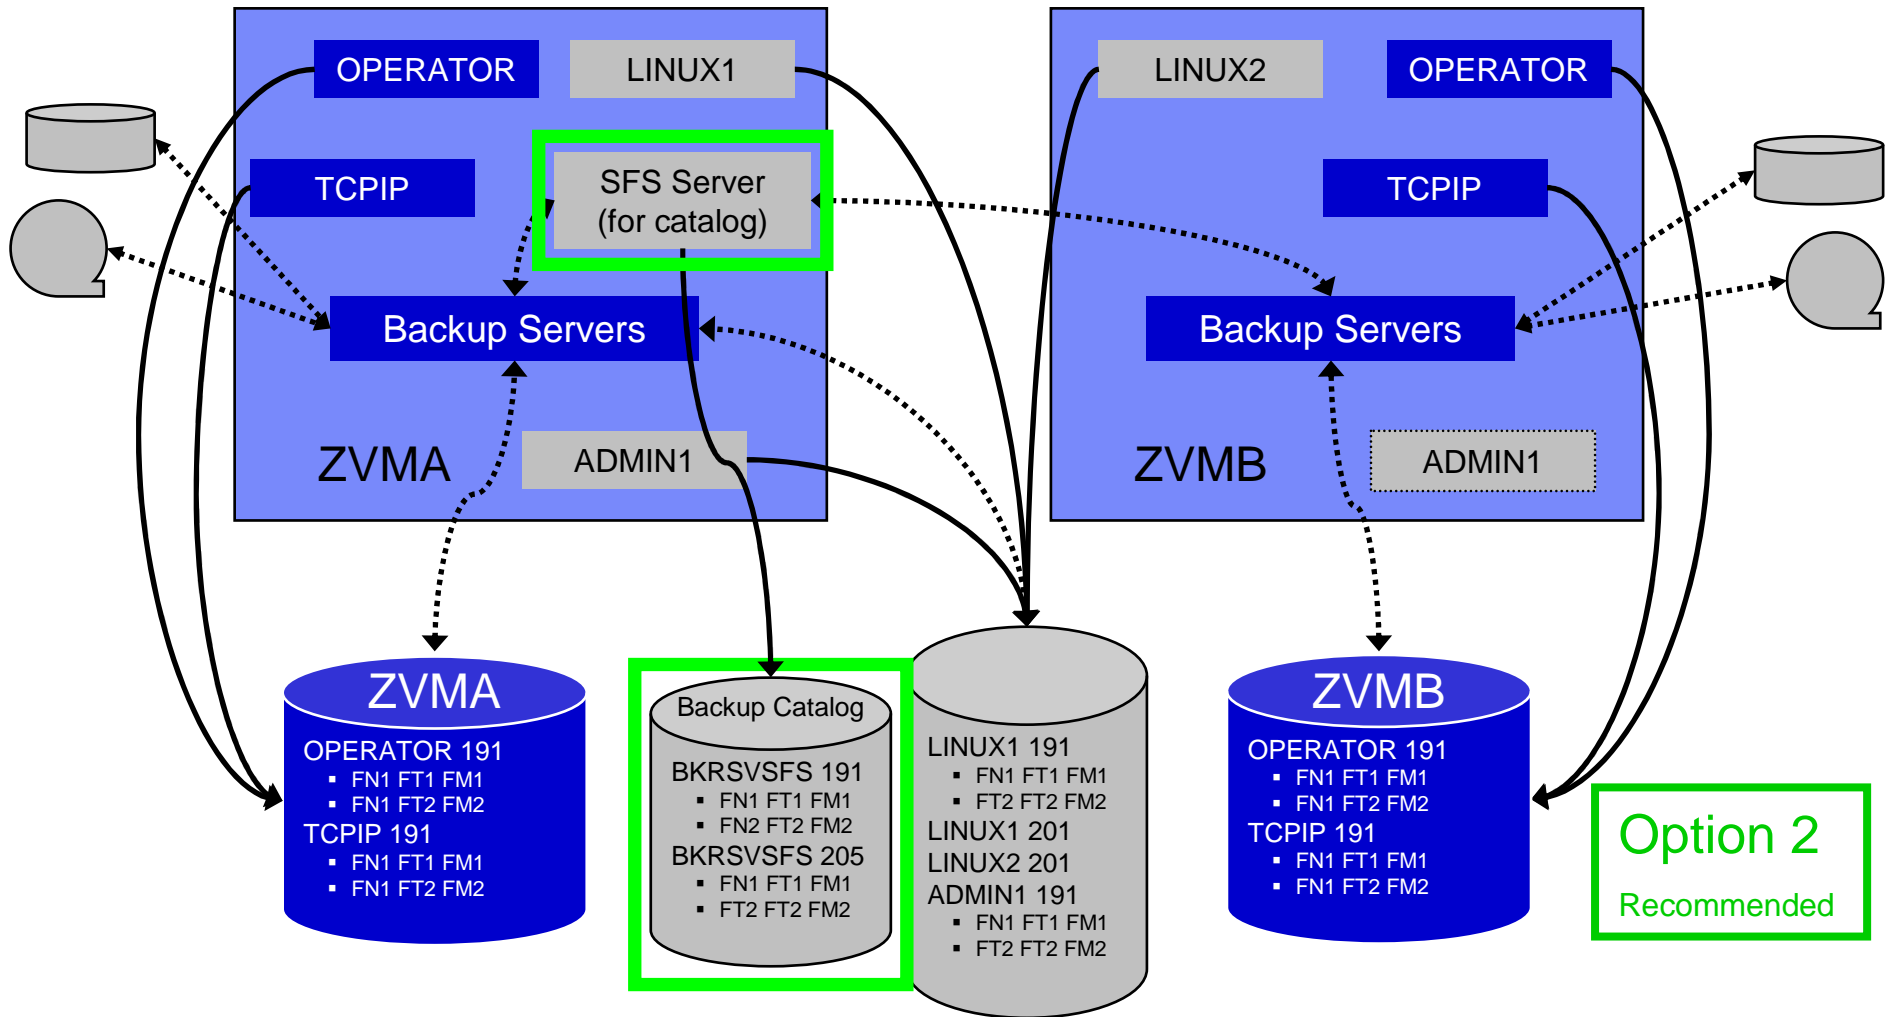 OPERATOR
LINUX1
LINUX2
OPERATOR
TCPIP
SFS Server
(for catalog)
TCPIP
Backup Servers
Backup Servers
ZVMA
ADMIN1
ZVMB
ADMIN1
ZVMA
OPERATOR 191
▪ FN1 FT1 FM1
▪ FN1 FT2 FM2
TCPIP 191
▪ FN1 FT1 FM1
▪ FN1 FT2 FM2
Backup Catalog
BKRSVSFS 191
▪ FN1 FT1 FM1
▪ FN2 FT2 FM2
BKRSVSFS 205
▪ FN1 FT1 FM1
▪ FT2 FT2 FM2
LINUX1 191
▪ FN1 FT1 FM1
▪ FT2 FT2 FM2
LINUX1 201
LINUX2 201
ADMIN1 191
▪ FN1 FT1 FM1
▪ FT2 FT2 FM2
ZVMB
OPERATOR 191
▪ FN1 FT1 FM1
▪ FN1 FT2 FM2
TCPIP 191
▪ FN1 FT1 FM1
▪ FN1 FT2 FM2
Option 2
Recommended